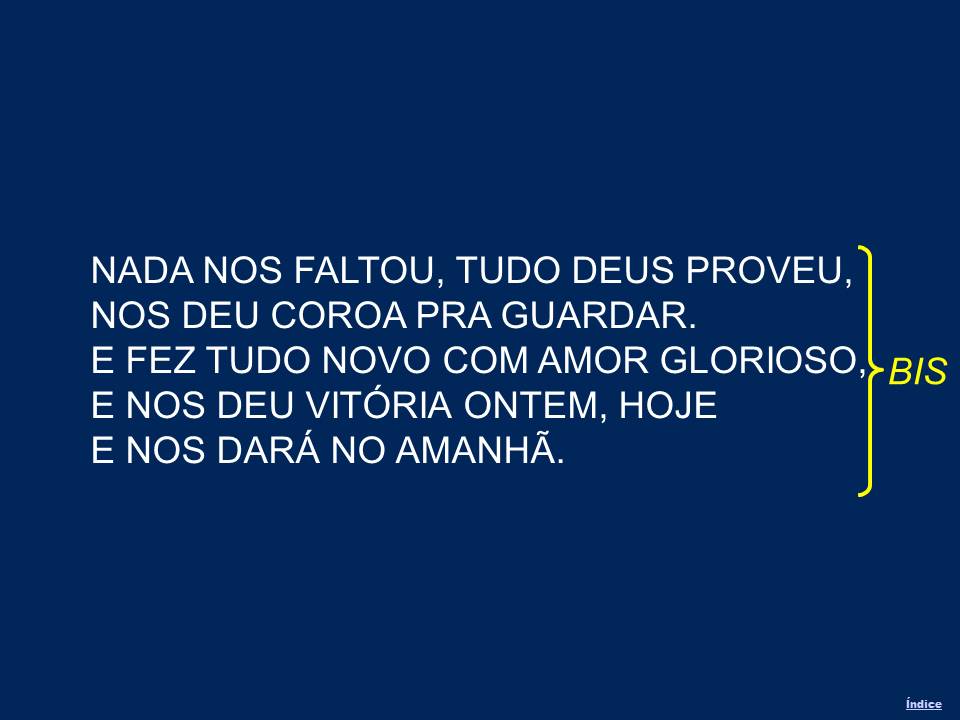 NADA NOS FALTOU, TUDO DEUS PROVEU,
NOS DEU COROA PRA GUARDAR.
E FEZ TUDO NOVO COM AMOR GLORIOSO,
E NOS DEU VITÓRIA ONTEM, HOJE
E NOS DARÁ NO AMANHÃ.
BIS
Índice